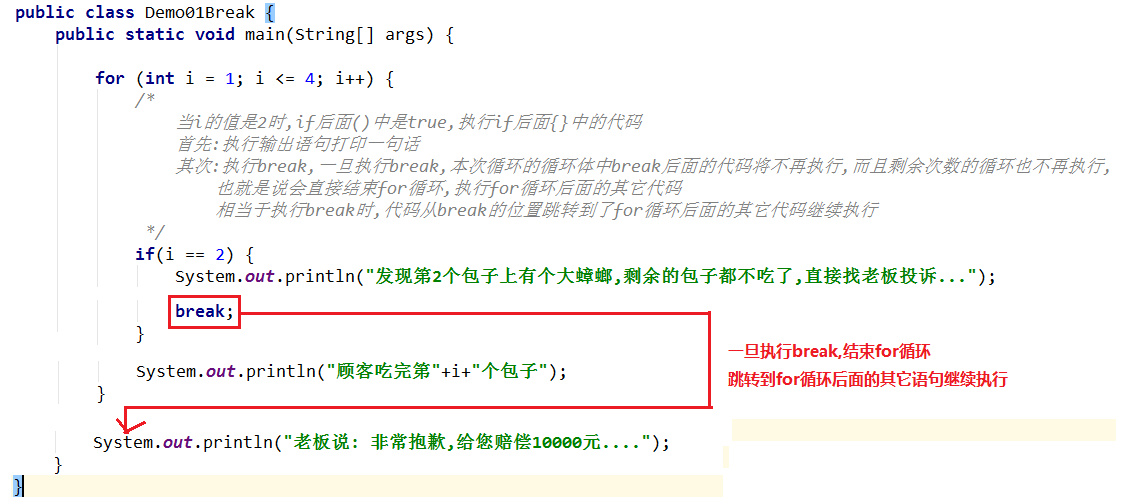 public class Demo01Break {
public static void main(String[] args) {
for (int i = 1; i <= 4; i++) {
/*
当i的值是2时,if后面()中是true,执行if后面{}中的代码
首先:执行输出语句打印一句话
其次:执行break,一旦执行break,本次循环的循环体中break后面的代码将不再执行,而且剩余次数的循环也不再执行,
也就是说会直接结束for循环,执行for循环后面的其它代码
相当于执行break时,代码从break的位置跳转到了for循环后面的其它代码继续执行
*/
if(i == 2) {
System.out.println("发现第2个包子上有个大蟑螂,剩余的包子都不吃了,直接找老板投诉...");
break;
}
一旦执行break,结束for循环
跳转到for循环后面的其它语句继续执行
System.out.println("顾客吃完第"+i+"个包子");
}
System.out.println("老板说: 非常抱歉,给您赔偿10000元....");
}
}